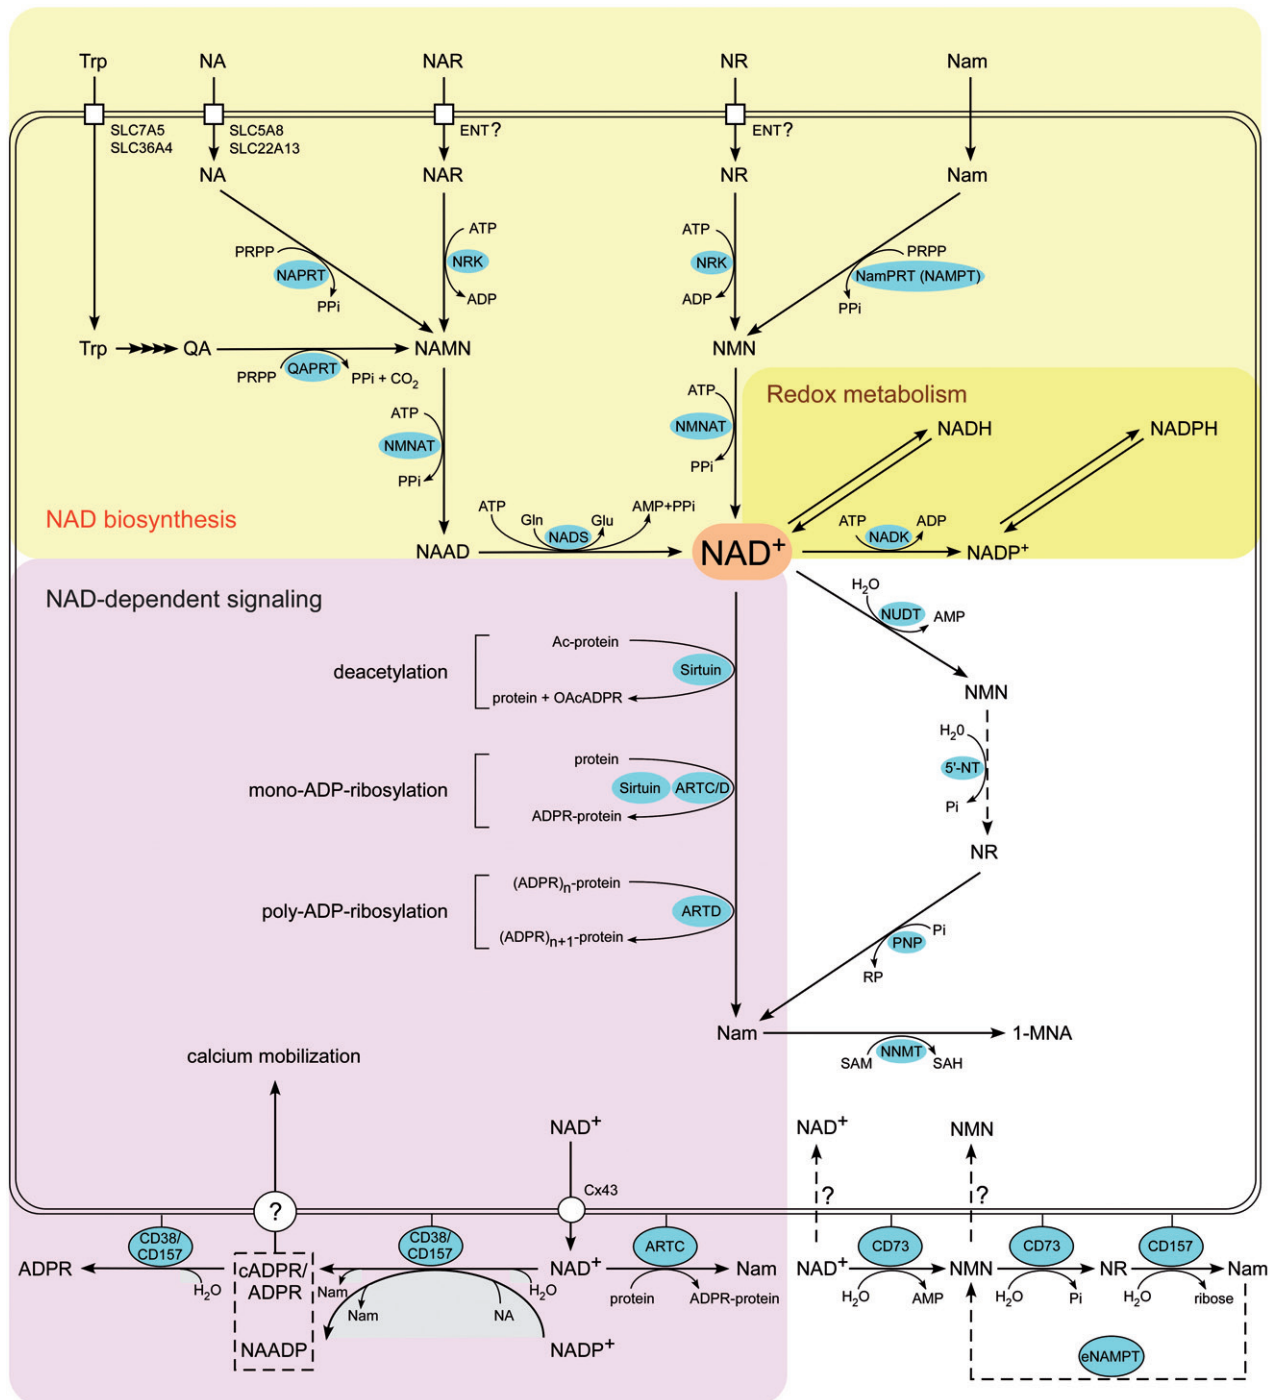 Trp NA NAR NR Nam
SLC7A5
SLC36A4
SLC5A8
SLC22A13
ENT?
ENT?
NA NAR NR Nam
PRPP
NAPRT
PPi
ATP
NRK
ADP
ATP
NRK
ADP
PRPP
NamPRT (NAMPT)
PPi
Trp QA NAMN NMN
PRPP QAPRT PPi + CO2
ATP
NMNAT
PPi
ATP
NMNAT
PPi
Redox metabolism
NADH NADPH
NAD biosynthesis
ATP Gln NADS Glu AMP+PPi
ATP NADK ADP
NAAD NAD+ NADP+
NAD-dependent signaling
H2O
NUDT
AMP
deacetylation
Ac-protein
Sirtuin
protein + OAcADPR
NMN
H20
5'-NT
Pi
mono-ADP-ribosylation
protein
Sirtuin ARTC/D
ADPR-protein
NR
poly-ADP-ribosylation
(ADPR)n-protein
ARTD
(ADPR)n+1-protein
Pi
PNP
RP
Nam 1-MNA
SAM NNMT SAH
calcium mobilization
NAD+ NAD+ NMN
Cx43
? ? ?
CD38/
CD157
CD38/
CD157
ARTC CD73 CD73 CD157
ADPR cADPR/
ADPR
NAD+ Nam NAD+ NMN NR Nam
H2O Nam H2O protein ADPR-protein H2O AMP H2O Pi H2O ribose
Nam NA
NAADP NADP+
eNAMPT